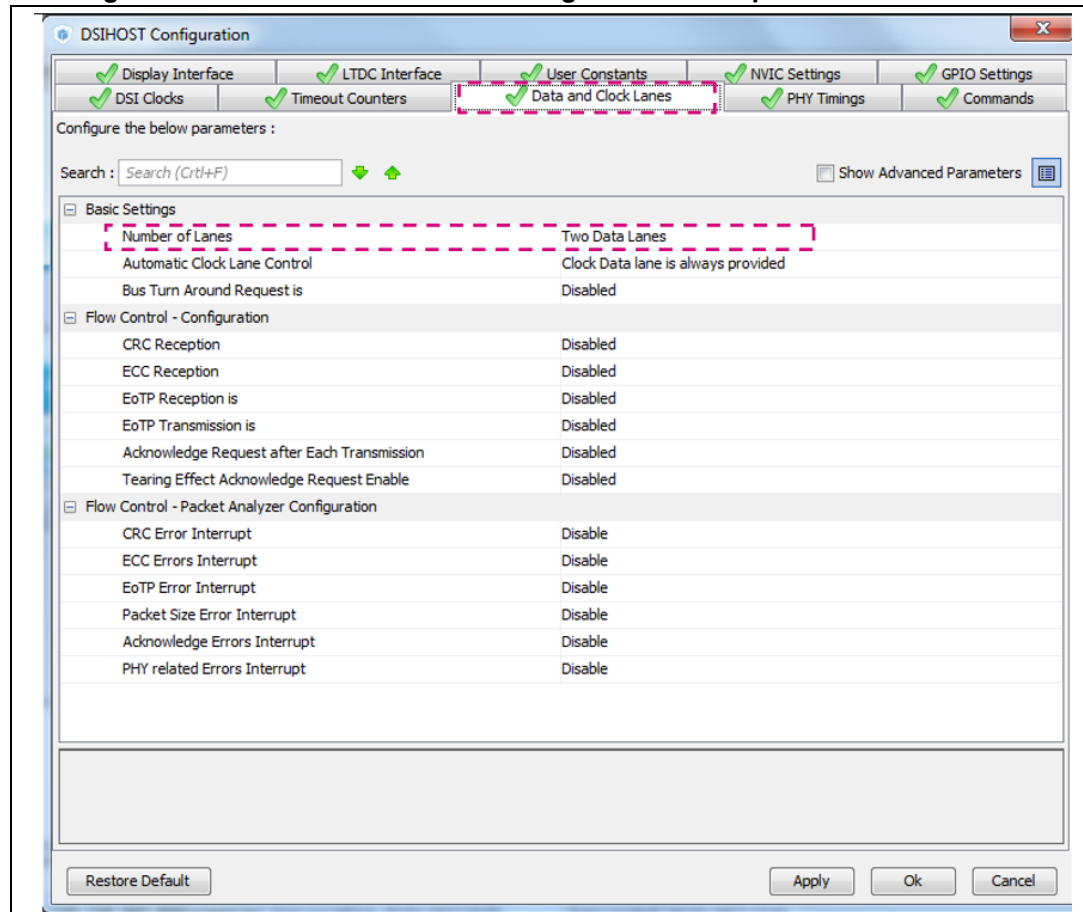 DSIHOST Configuration
Display Interface LTDC Interface User Constants NVIC Settings GPIO Settings
DSI Clocks Timeout Counters Data and Clock Lanes PHY Timings Commands
Configure the below parameters :
Search : Search (Crtl+F) Show Advanced Parameters
Basic Settings
Number of Lanes Two Data Lanes
Automatic Clock Lane Control Clock Data lane is always provided
Bus Turn Around Request is Disabled
Flow Control - Configuration
CRC Reception Disabled
ECC Reception Disabled
EoTP Reception is Disabled
EoTP Transmission is Disabled
Acknowledge Request after Each Transmission Disabled
Tearing Effect Acknowledge Request Enable Disabled
Flow Control - Packet Analyzer Configuration
CRC Error Interrupt Disable
ECC Errors Interrupt Disable
EoTP Error Interrupt Disable
Packet Size Error Interrupt Disable
Acknowledge Errors Interrupt Disable
PHY related Errors Interrupt Disable
Restore Default Apply Ok Cancel